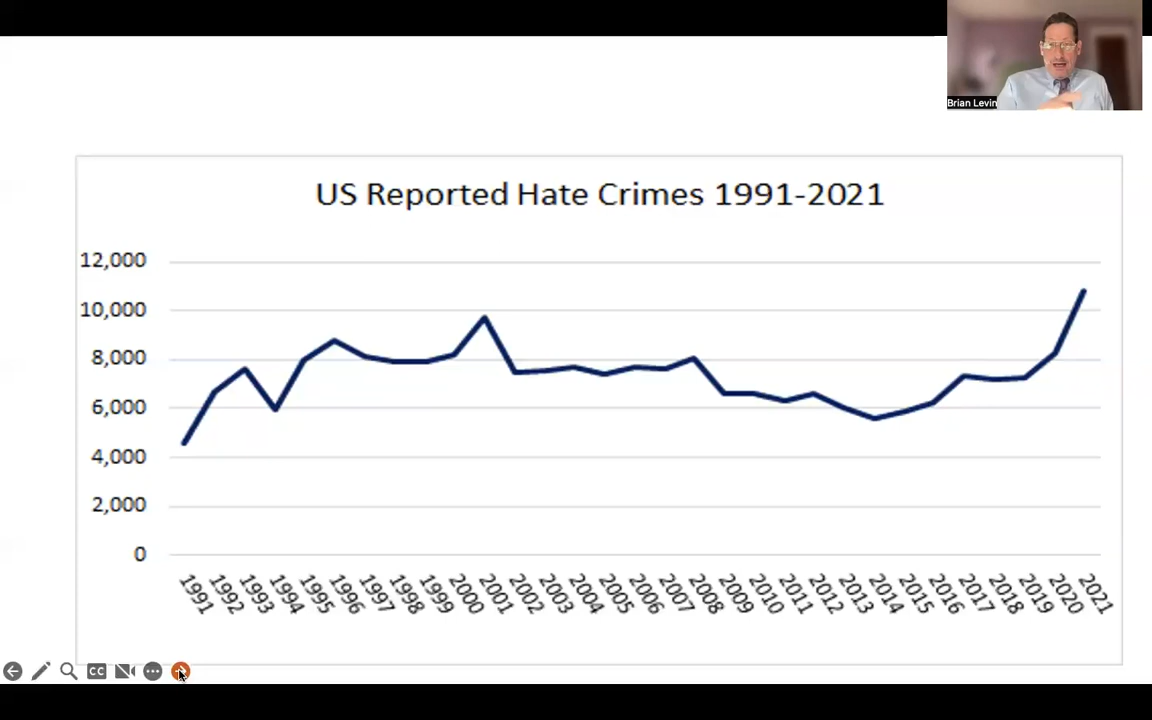 Brian Levin
US Reported Hate Crimes 1991-2021
12,000
10,000
8,000
6,000
4,000
2,000
0
1991 1992 1993 1994 1995 1996 1997 1998 1999 2000 2001 2002 2003 2004 2005 2006 2007 2008 2009 2010 2011 2012 2013 2014 2015 2016 2017 2018 2019 2020 2021
CC